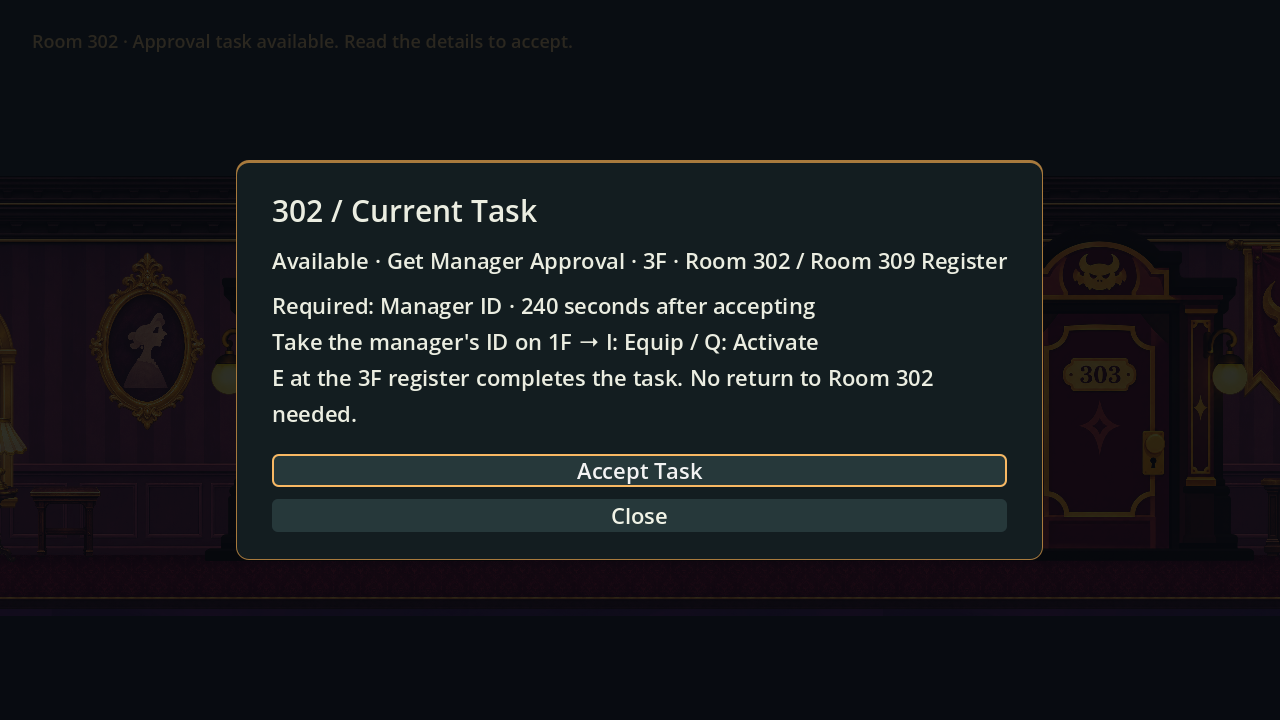 Room 302 · Approval task available. Read the details to accept.
302 / Current Task
Available · Get Manager Approval · 3F · Room 302 / Room 309 Register
Required: Manager ID · 240 seconds after accepting
Take the manager's ID on 1F → I: Equip / Q: Activate
E at the 3F register completes the task. No return to Room 302
needed.
303
Accept Task
Close